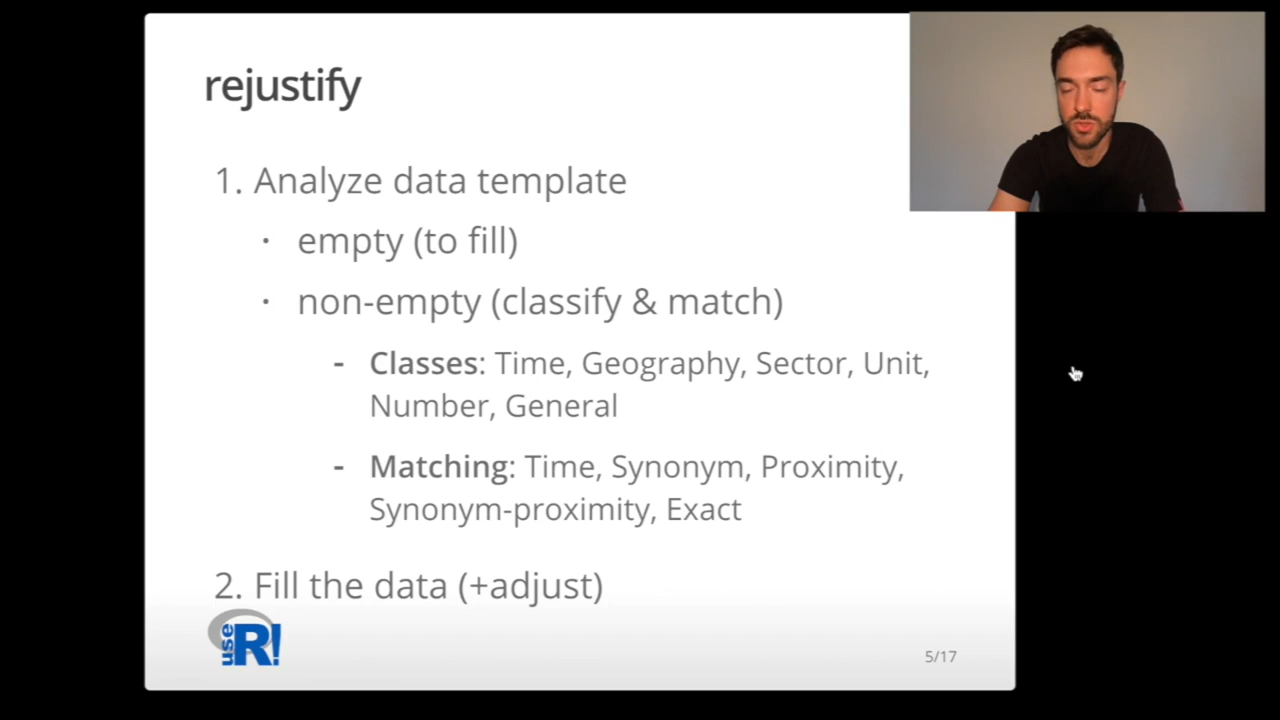 rejustify
1. Analyze data template
· empty (to fill)
· non-empty (classify & match)
- Classes: Time, Geography, Sector, Unit,
Number, General
- Matching: Time, Synonym, Proximity,
Synonym-proximity, Exact
2. Fill the data (+adjust)
use R!
5/17